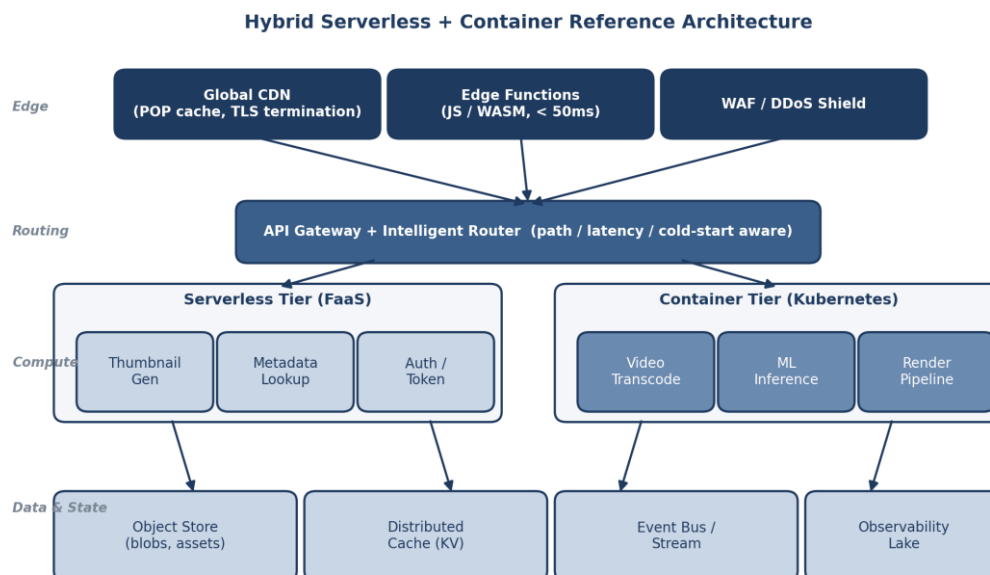 Hybrid Serverless + Container Reference Architecture
Edge
Global CDN
(POP cache, TLS termination)
Edge Functions
(JS / WASM, < 50ms)
WAF / DDoS Shield
Routing
API Gateway + Intelligent Router  (path / latency / cold-start aware)
Serverless Tier (FaaS)
Container Tier (Kubernetes)
Compute
Thumbnail
Gen
Metadata
Lookup
Auth /
Token
Video
Transcode
ML
Inference
Render
Pipeline
Data & State
Object Store
(blobs, assets)
Distributed
Cache (KV)
Event Bus /
Stream
Observability
Lake